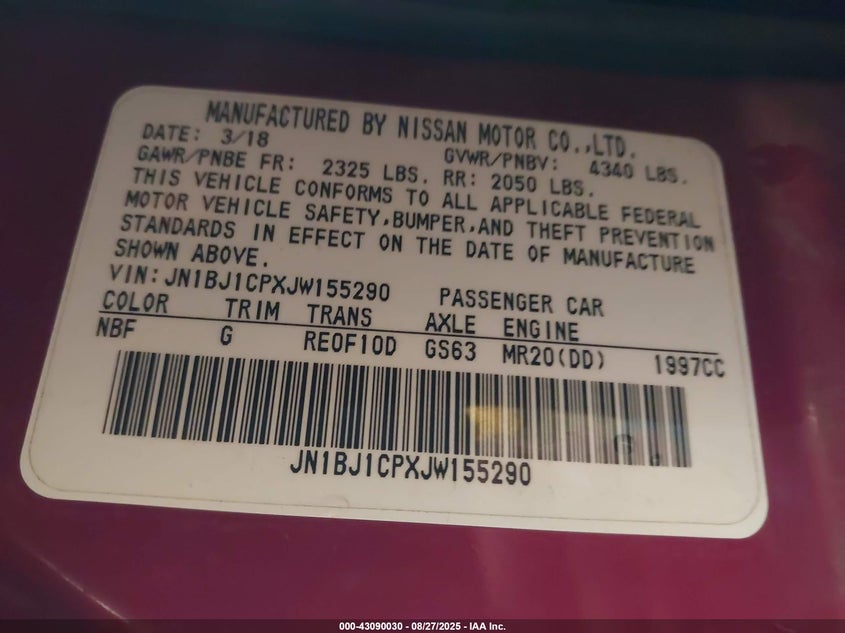 MANUFACTURED BY NISSAN MOTOR CO.,LTD.
DATE: 3/18 GVWR/PNBV: 4340 LBS.
GAWR/PNBE FR: 2325 LBS. RR: 2050 LBS.
THIS VEHICLE CONFORMS TO ALL APPLICABLE FEDERAL
MOTOR VEHICLE SAFETY,BUMPER,AND THEFT PREVENTION
STANDARDS IN EFFECT ON THE DATE OF MANUFACTURE
SHOWN ABOVE.
VIN:JN1BJ1CPXJW155290 PASSENGER CAR
COLOR TRIM TRANS AXLE ENGINE
NBF G RE0F10D GS63 MR20(DD) 1997CC
JN1BJ1CPXJW155290
000-43090030 - 08/27/2025 - IAA Inc.